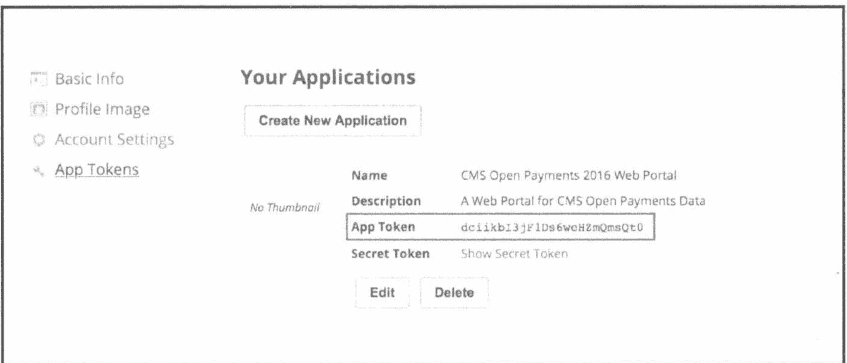 Basic Info
Profile Image
Account Settings
App Tokens
Your Applications
Create New Application
No Thumbnail
Name CMS Open Payments 2016 Web Portal
Description A Web Portal for CMS Open Payments Data
App Token
Secret Token Show Secret Token
Edit Delete